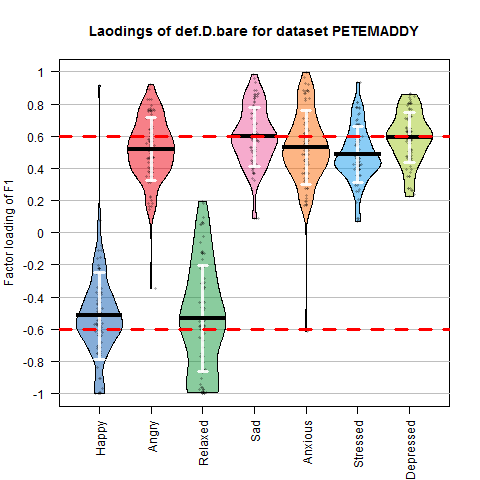 Laodings of def.D.bare for dataset PETEMADDY
Factor loading of F1
1
0.8
0.6
0.4
0.2
0
-0.2
-0.4
-0.6
-0.8
-1
Happy
Angry
Relaxed
Sad
Anxious
Stressed
Depressed